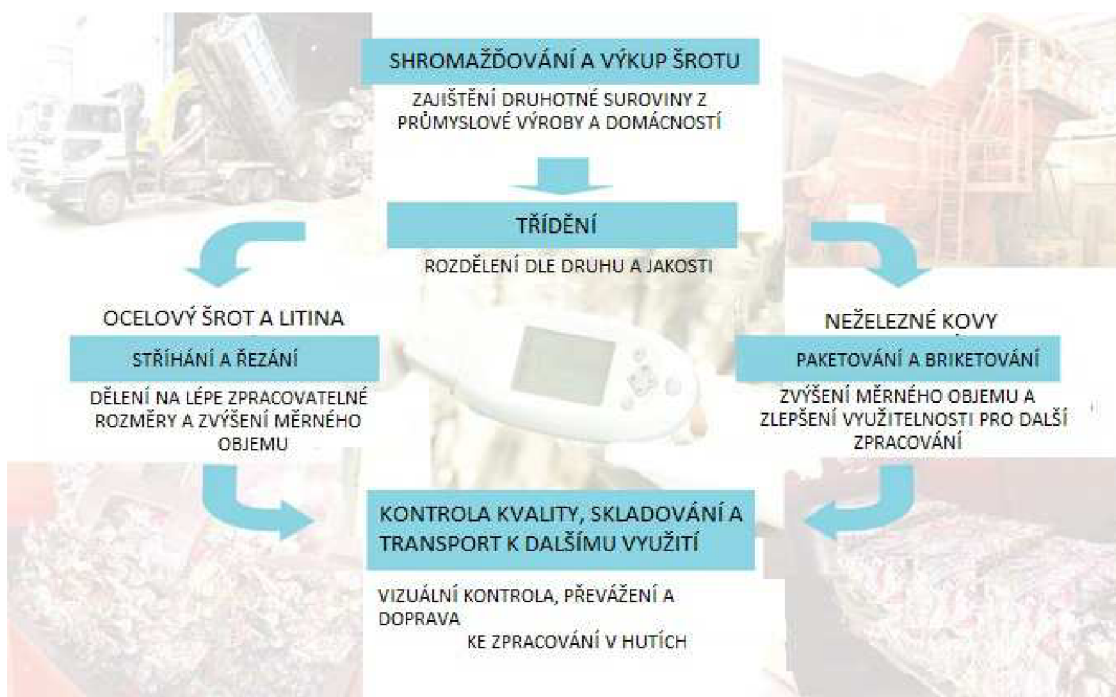 SHROMAŽĎOVÁNÍ A VÝKUP ŠROTU
ZAJIŠTĚNÍ DRUHOTNÉ SUROVINY Z
PRŮMYSLOVÉ VÝROBY A DOMÁCNOSTÍ
TŘÍDĚNÍ
ROZDĚLENÍ DLE DRUHU A JAKOSTI
OCELOVÝ ŠROT A LITINA
STŘÍHÁNÍ A ŘEZÁNÍ
DĚLENÍ NA LÉPE ZPRACOVATELNÉ
ROZMĚRY A ZVÝŠENÍ MĚRNÉHO
OBJEMU
NEŽELEZNÉ KOVY
PAKETOVÁNÍ A BRIKETOVÁNÍ
ZVÝŠENÍ MĚRNÉHO OBJEMU A
ZLEPŠENÍ VYUŽITELNOSTI PRO DALŠÍ
ZPRACOVÁNÍ
KONTROLA KVALITY, SKLADOVÁNÍ A
TRANSPORT K DALŠÍMU VYUŽITÍ
VIZUÁLNÍ KONTROLA, PŘEVÁŽENÍ A
DOPRAVA
KE ZPRACOVÁNÍ V HUTÍCH